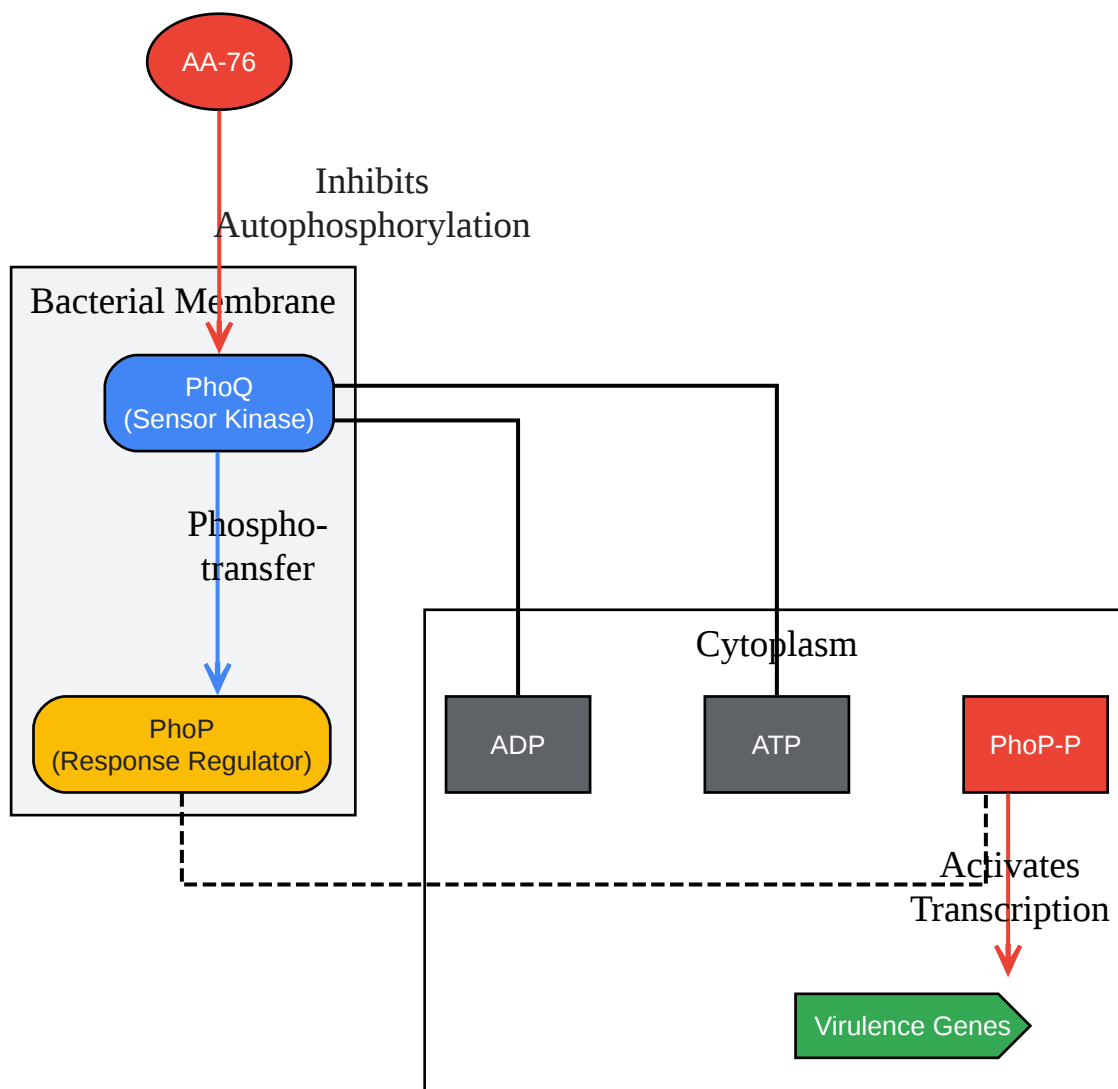 AA-76
Inhibits
Autophosphorylation
Bacterial Membrane
PhoQ
(Sensor Kinase)
Phospho-
transfer
PhoP
(Response Regulator)
Cytoplasm
ADP
ATP
PhoP-P
Activates
Transcription
Virulence Genes